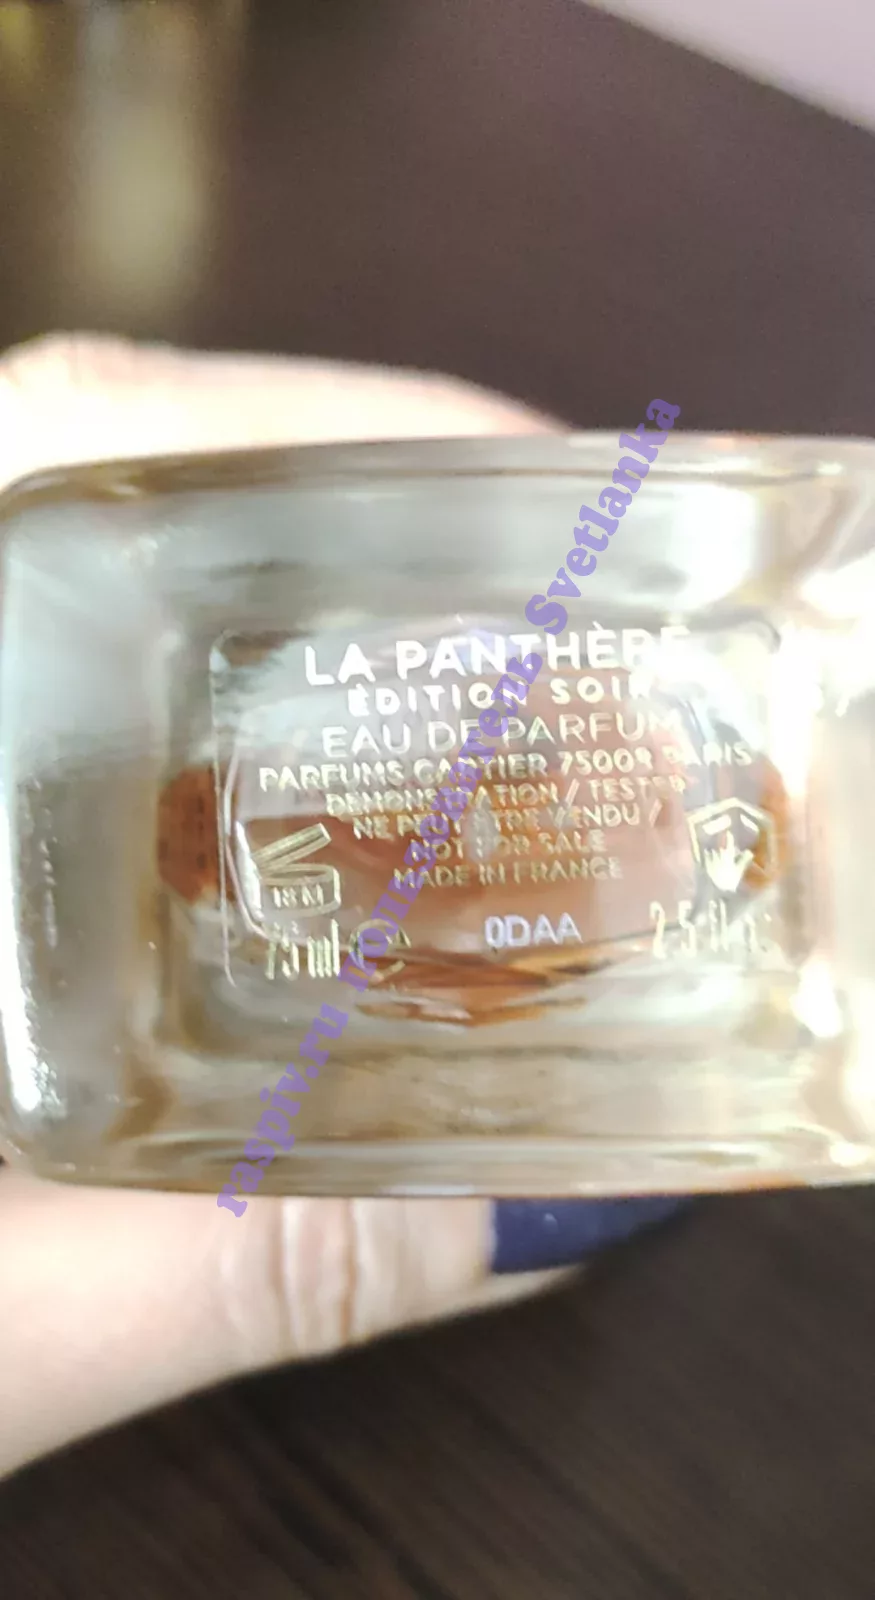 LA PANTHÈRE
ÉDITION SOIR
EAU DE PARFUM
PARFUMS CARTIER 75008 PARIS
DEMONSTRATION / TESTER
NE PEUT ÊTRE VENDU /
NOT FOR SALE
MADE IN FRANCE
18 M
75 ml
0DAA
2.5 fl.oz
raspiv.ru
Svetlanka